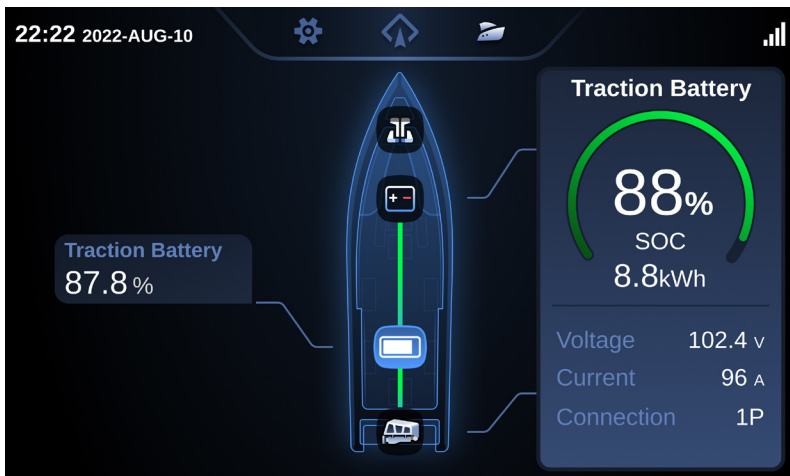 22:22 2022-AUG-10
Traction Battery
87.8 %
Traction Battery
88%
SOC
8.8kWh
Voltage 102.4 V
Current 96 A
Connection 1P